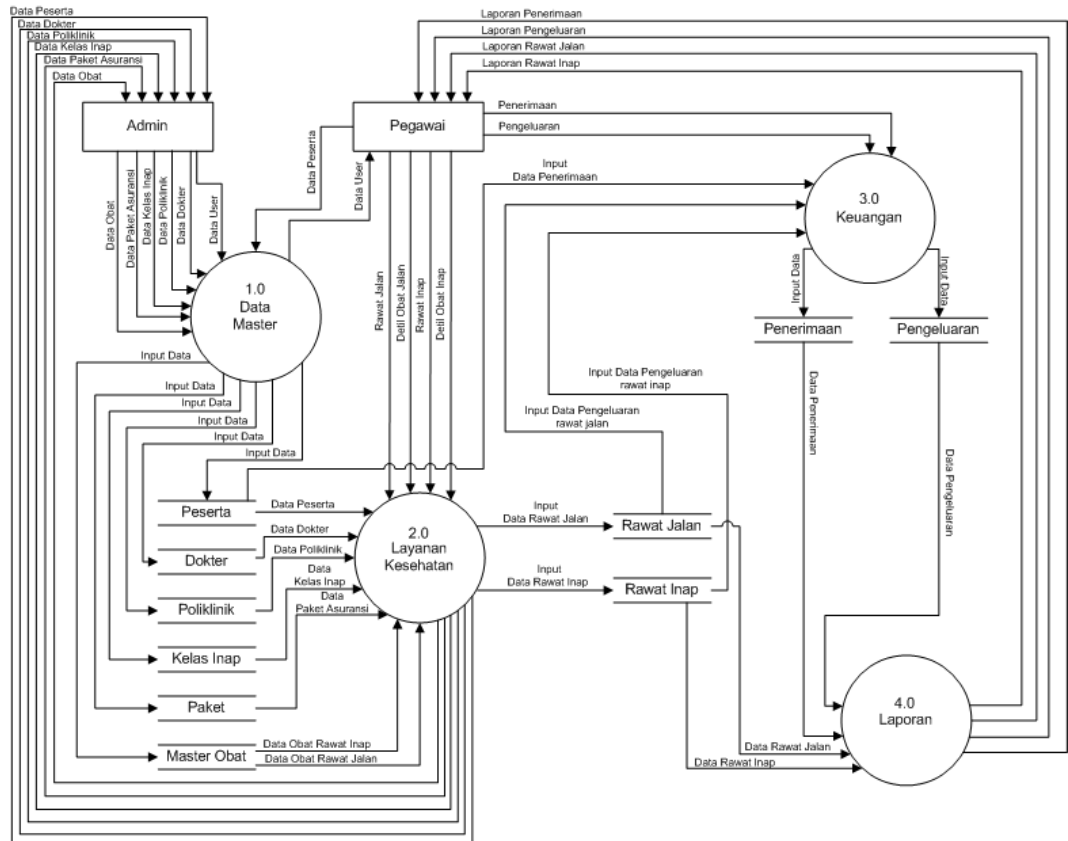 Data Peserta
Data Dokter
Data Poliklinik
Data Kelas Inap
Data Paket Asuransi
Data Obat
Laporan Penerimaan
Laporan Pengeluaran
Laporan Rawat Jalan
Laporan Rawat Inap
Admin
Pegawai
Penerimaan
Pengeluaran
Data Obat
Data Paket Asuransi
Data Kelas Inap
Data Poliklinik
Data Dokter
Data User
Data Peserta
Data User
Input
Data Penerimaan
3.0
Keuangan
1.0
Data
Master
Rawat Jalan
Detil Obat Jalan
Rawat Inap
Detil Obat Inap
Input Data
Input Data
Penerimaan
Pengeluaran
Input Data
Input Data
Input Data
Input Data
Input Data
Input Data Pengeluaran
rawat inap
Input Data Pengeluaran
rawat jalan
Data Penerimaan
Data Pengeluaran
Peserta
Data Peserta
Dokter
Data Dokter
Poliklinik
Data Poliklinik
Kelas Inap
Data
Kelas Inap
Paket
Data
Paket Asuransi
Master Obat
Data Obat Rawat Inap
Data Obat Rawat Jalan
2.0
Layanan
Kesehatan
Input
Data Rawat Jalan
Rawat Jalan
Input
Data Rawat Inap
Rawat Inap
4.0
Laporan
Data Rawat Jalan
Data Rawat Inap